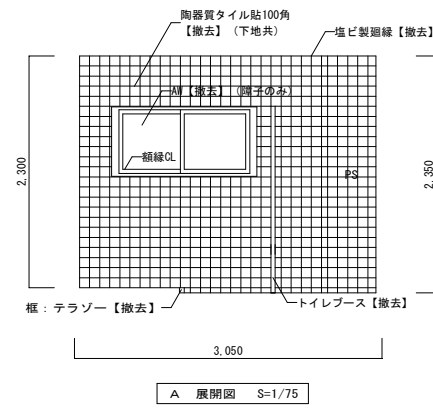 陶器質タイル貼100角
【撤去】（下地共）
塩ビ製廻縁【撤去】
AW【撤去】（障子のみ）
額縁CL
PS
2,300
2,350
框：テラゾー【撤去】
トイレブース【撤去】
3,050
A 展開図 S=1/75